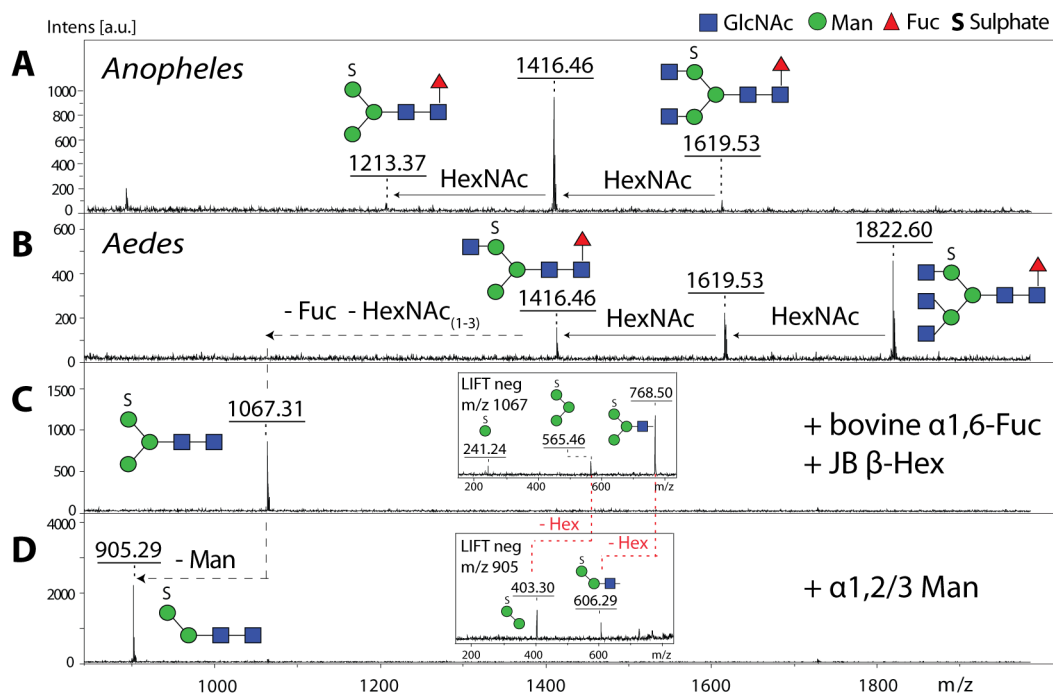 Intens [a.u.]
GlcNAc Man Fuc S Sulphate
A
Anopheles
S
1416.46
S
1213.37
1619.53
HexNAc
HexNAc
1000
800
600
400
200
0
B
Aedes
S
1822.60
S
1416.46
1619.53
- Fuc - HexNAc(1-3)
HexNAc
HexNAc
600
400
200
0
C
S
1067.31
LIFT neg
m/z 1067
S
241.24
S
565.46
S
768.50
200 400 600 m/z
+ bovine α1,6-Fuc
+ JB β-Hex
1500
1000
500
0
- Hex
- Hex
D
905.29
- Man
S
LIFT neg
m/z 905
S
403.30
S
606.29
200 400 600 m/z
+ α1,2/3 Man
4000
3000
2000
1000
0
1000 1200 1400 1600 1800 m/z